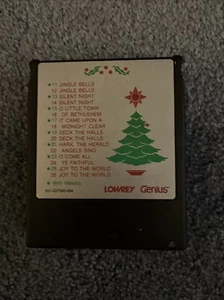 ★11 JINGLE BELLS
12 JINGLE BELLS
★13 SILENT NIGHT
14 SILENT NIGHT
★15 O LITTLE TOWN
16 OF BETHLEHEM
★17 IT CAME UPON A
18 MIDNIGHT CLEAR
★19 DECK THE HALLS
20 DECK THE HALLS
★21 HARK, THE HERALD
22 ANGELS SING
★23 O COME ALL
24 YE FAITHFUL
★25 JOY TO THE WORLD
26 JOY TO THE WORLD
LOWREY Genius